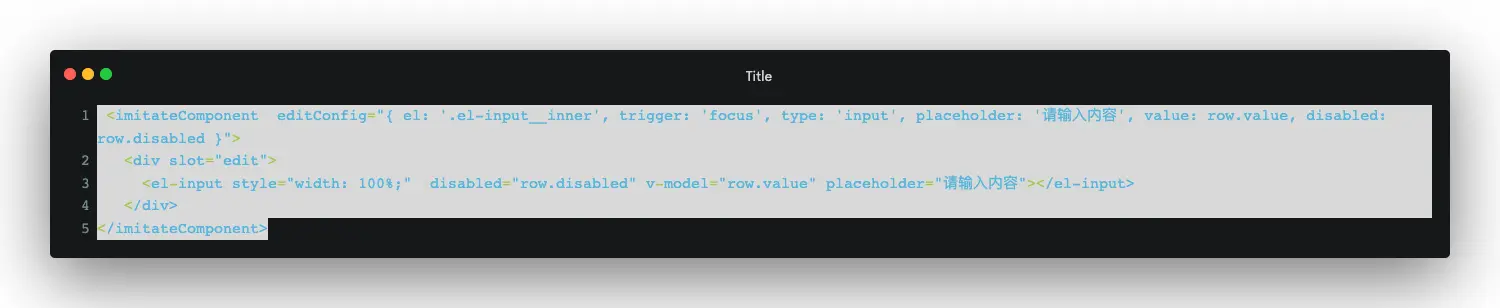 Title
1 <imitateComponent  editConfig="{ el: '.el-input__inner', trigger: 'focus', type: 'input', placeholder: '请输入内容', value: row.value, disabled:
row.disabled }">
2 <div slot="edit">
3 <el-input style="width: 100%;"  disabled="row.disabled" v-model="row.value" placeholder="请输入内容"></el-input>
4 </div>
5 </imitateComponent>